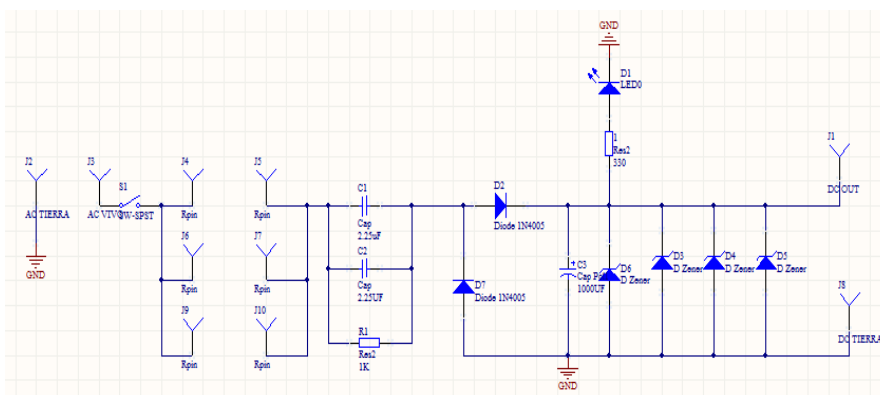 GND
D1
LED0
1
Res2
330
J1
DC OUT
J2
AC TIERRA
GND
J3
AC VIVO
S1
SW-SPST
J4
Rpin
J5
Rpin
J6
Rpin
J7
Rpin
J9
Rpin
J10
Rpin
C1
Cap
2.25uF
C2
Cap
2.25UF
R1
Res2
1K
D2
Diode 1N4005
D7
Diode 1N4005
C3
Cap
1000UF
D6
D Zener
D3
D Zener
D4
D Zener
D5
D Zener
J8
DC TIERRA
GND